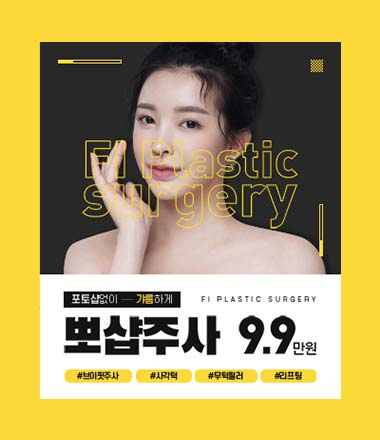 FI Plastic
surgery
포토샵없이 — 갸름하게
FI PLASTIC SURGERY
뽀샵주사 9.9만원
#브이핏주사 #사각턱 #무턱필러 #리프팅